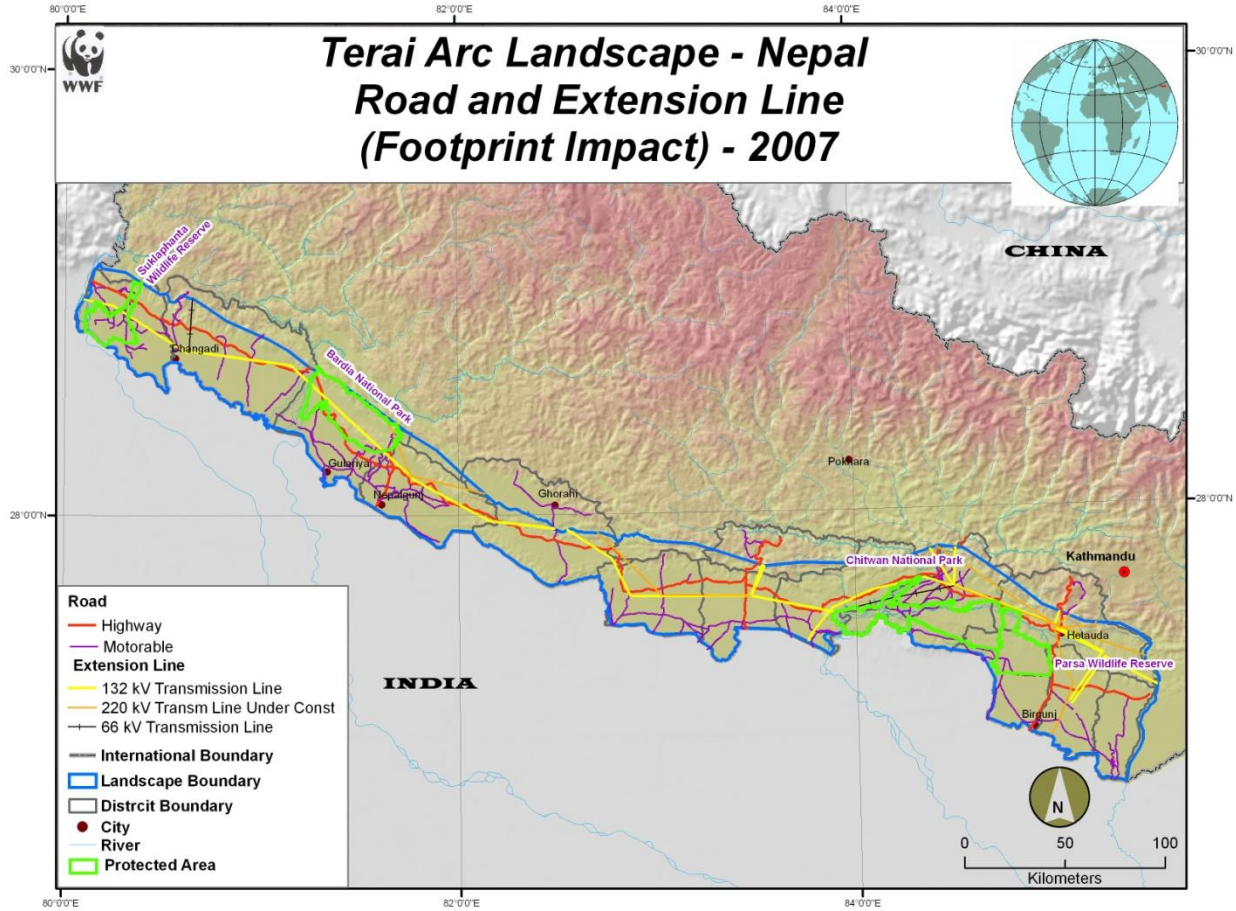 80°0'0"E
82°0'0"E
84°0'0"E
30°0'0"N
30°0'0"N
WWF
Terai Arc Landscape - Nepal
Road and Extension Line
(Footprint Impact) - 2007
CHINA
Suklaphanta
Wildlife Reserve
Dhangadi
Bardia National Park
Gulariya
Nepalgunj
Ghorahi
Pokhara
28°0'0"N
28°0'0"N
Chitwan National Park
Kathmandu
Hetauda
Parsa Wildlife Reserve
Birgunj
INDIA
Road
Highway
Motorable
Extension Line
132 kV Transmission Line
220 kV Transm Line Under Const
66 kV Transmission Line
International Boundary
Landscape Boundary
Distrcit Boundary
City
River
Protected Area
N
0 50 100
Kilometers
80°0'0"E
82°0'0"E
84°0'0"E